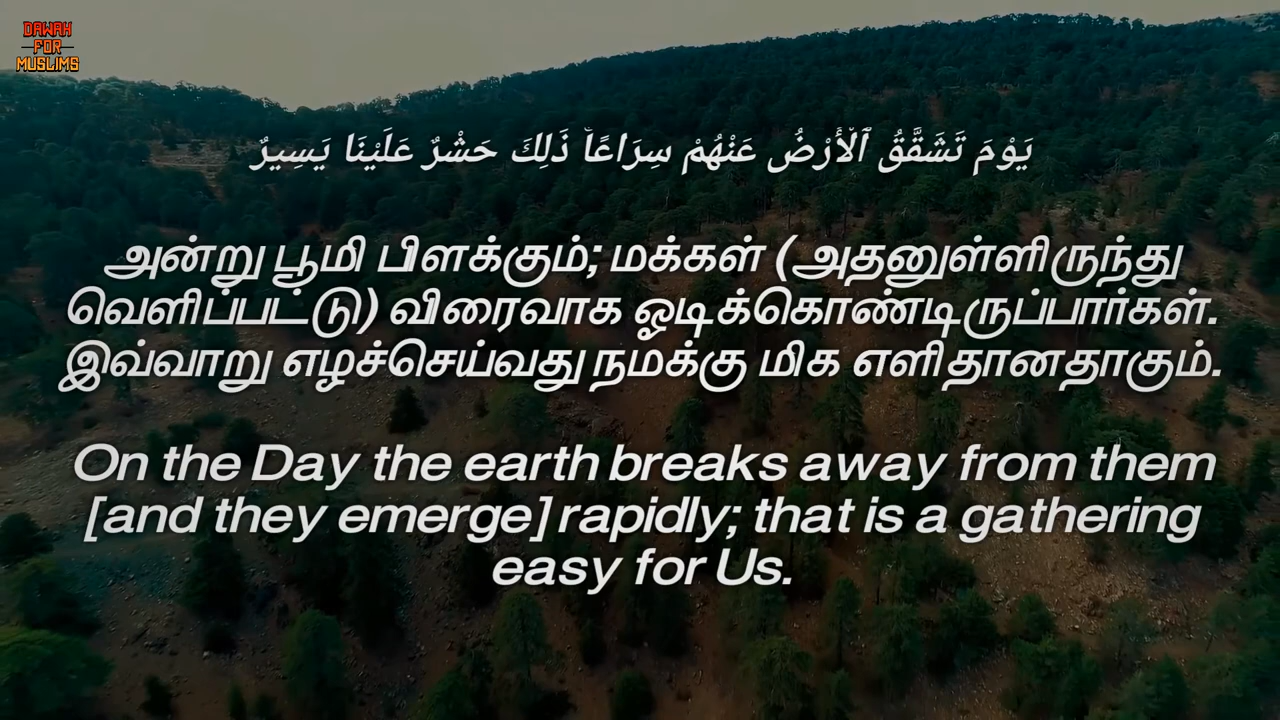 DAWAH
FOR
MUSLIMS
يَوْمَ تَشَقَّقُ ٱلْأَرْضُ عَنْهُمْ سِرَاعًا ذَٰلِكَ حَشْرٌ عَلَيْنَا يَسِيرٌ
அன்று பூமி பிளக்கும்; மக்கள் (அதனுள்ளிருந்து
வெளிப்பட்டு) விரைவாக ஓடிக்கொண்டிருப்பார்கள்.
இவ்வாறு எழச்செய்வது நமக்கு மிக எளிதானதாகும்.
On the Day the earth breaks away from them
[and they emerge] rapidly; that is a gathering
easy for Us.